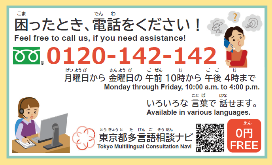 困ったとき、電話をください!
Feel free to call us, if you need assistance!
0120-142-142
月曜日から 金曜日の 午前 10時から 午後 4時まで
Monday through Friday, 10:00 a.m. to 4:00 p.m.
いろいろな 言葉で 話せます。
Available in various languages.
東京都多言語相談ナビ
Tokyo Multilingual Consultation Navi
0円
FREE